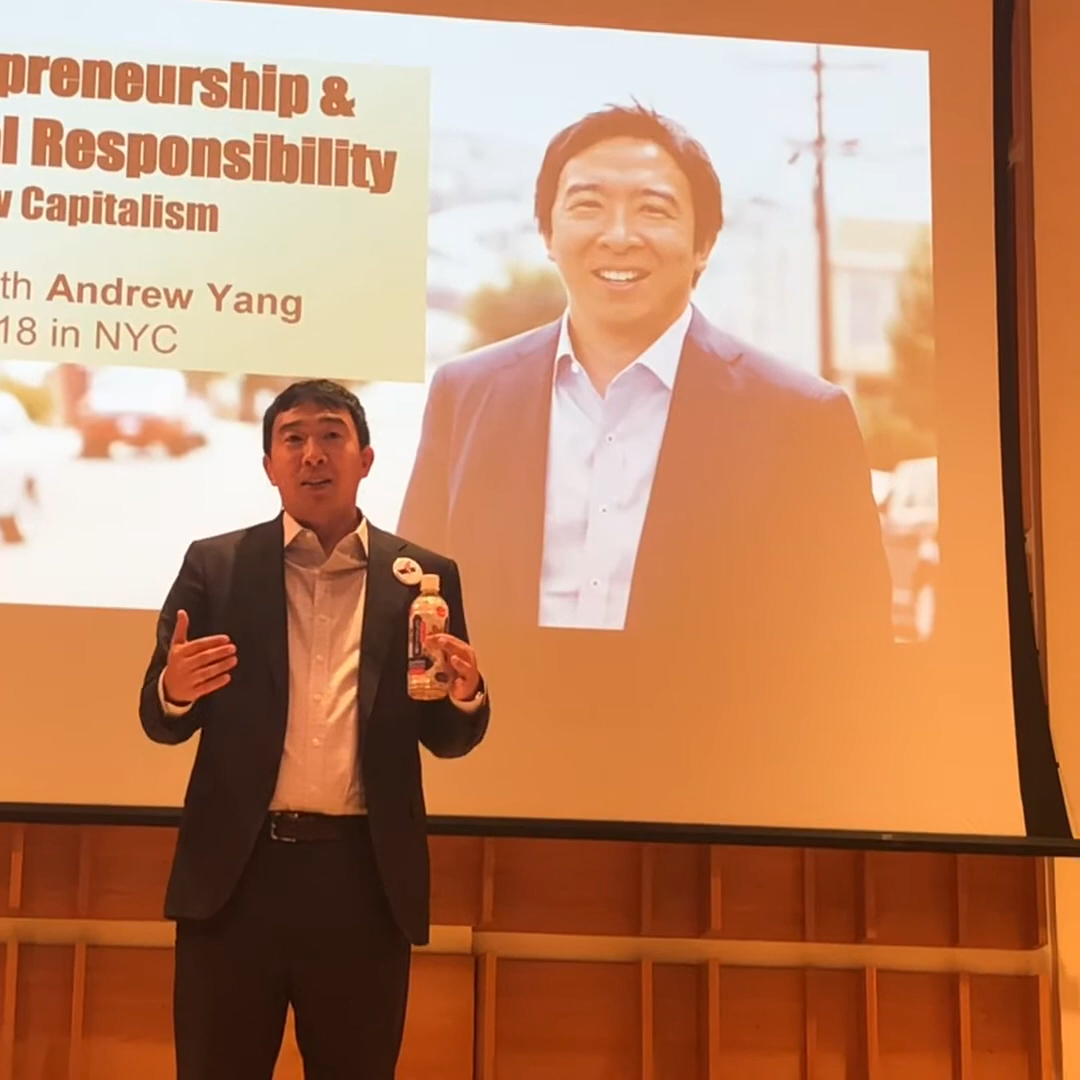 preneurship &
l Responsibility
Capitalism
th Andrew Yang
18 in NYC